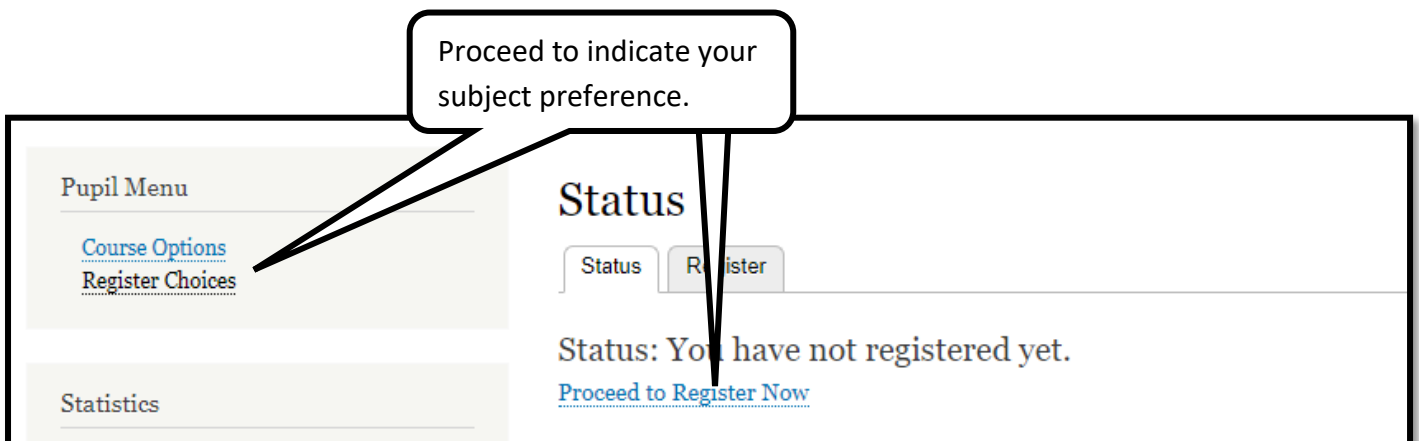 Proceed to indicate your
subject preference.
Pupil Menu
Course Options
Register Choices
Statistics
Status
Status
Register
Status: You have not registered yet.
Proceed to Register Now